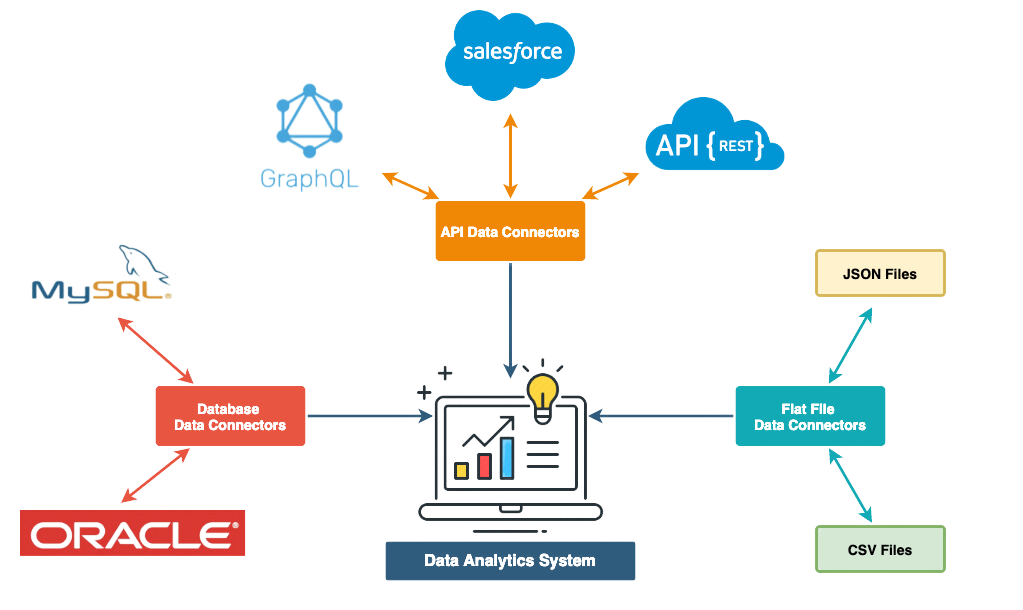 salesforce
GraphQL
API {REST}
API Data Connectors
MySQL®
JSON Files
Database
Data Connectors
Flat File
Data Connectors
ORACLE®
CSV Files
Data Analytics System